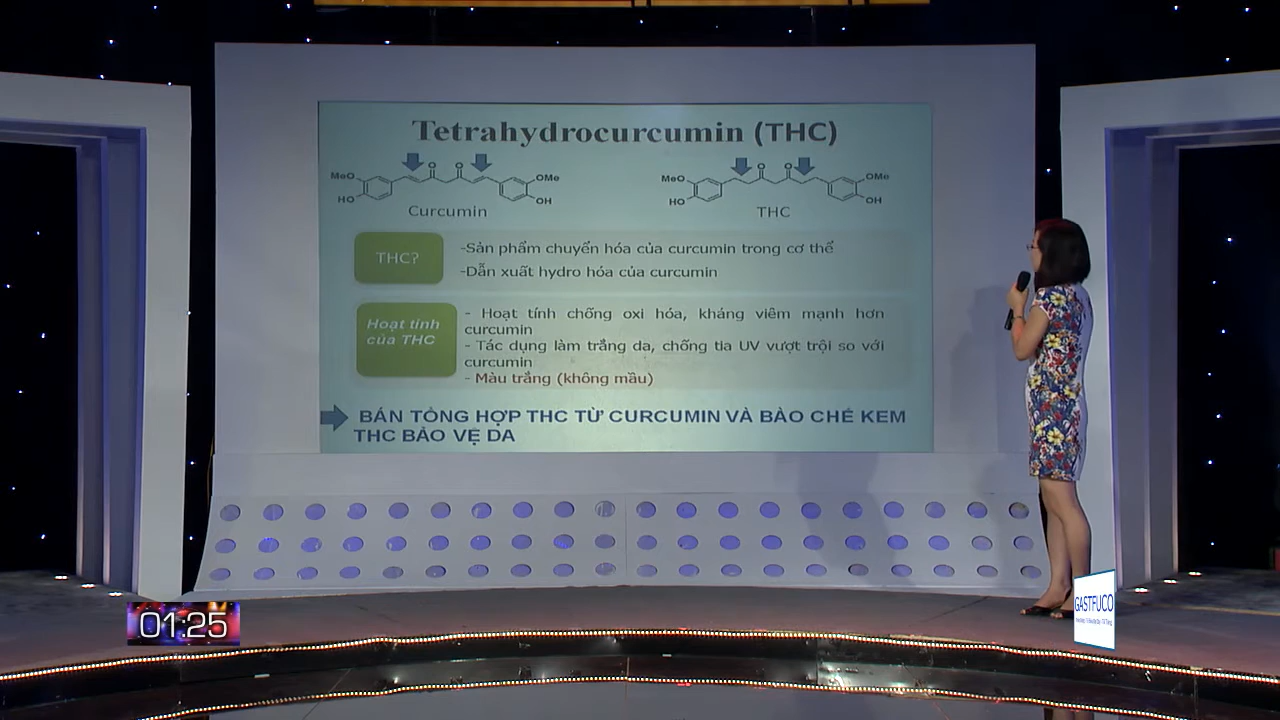 Tetrahydrocurcumin (THC)
MeO
O O
OMe
HO
OH
Curcumin
MeO
O O
OMe
HO
OH
THC
THC?
-Sản phẩm chuyển hóa của curcumin trong cơ thể
-Dẫn xuất hydro hóa của curcumin
Hoạt tính
của THC
- Hoạt tính chống oxi hóa, kháng viêm mạnh hơn
curcumin
- Tác dụng làm trắng da, chống tia UV vượt trội so với
curcumin
- Màu trắng (không mầu)
BÁN TỔNG HỢP THC TỪ CURCUMIN VÀ BÀO CHẾ KEM
THC BẢO VỆ DA
01:25
GASTFUCO